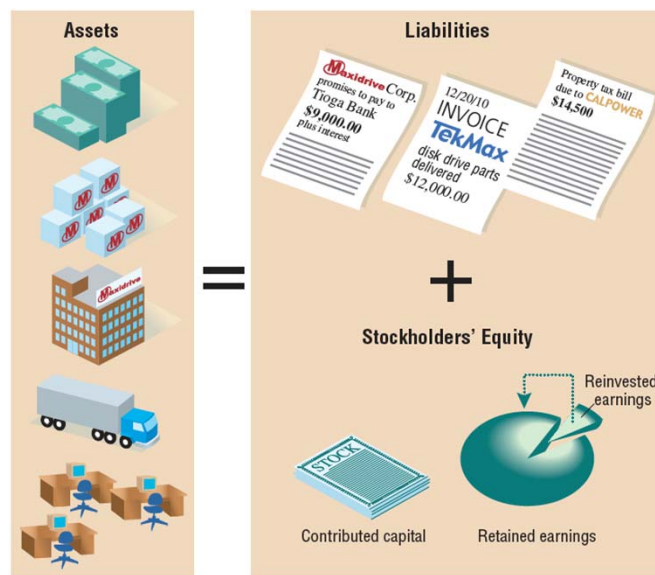 Assets
Maxidrive
=
Liabilities
Maxidrive Corp.
promises to pay to
Tioga Bank
$9,000.00
plus interest
12/20/10
INVOICE
TekMax
disk drive parts
delivered
$12,000.00
Property tax bill
due to CALPOWER
$14,500
+
Stockholders' Equity
STOCK
Contributed capital
Reinvested
earnings
Retained earnings